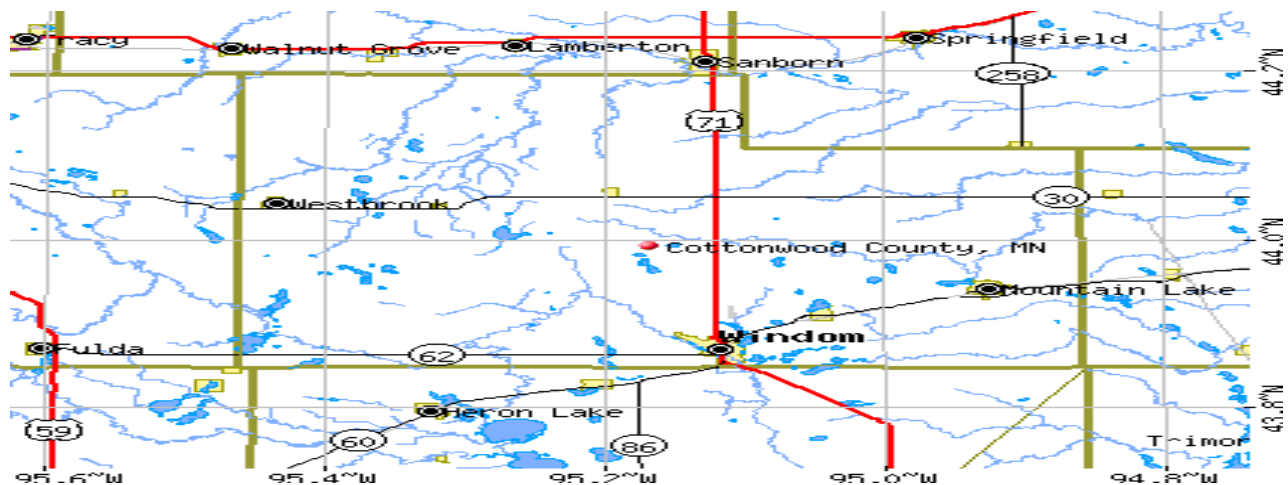 Tracy
Walnut Grove
Lamberton
Sanborn
Springfield
44.2
258
71
Westbrook
30
Cottonwood County, MN
44.0
Mountain Lake
Windom
Fulda
62
Heron Lake
43.8
59
60
86
95.6~W
95.4~W
95.2~W
95.0~W
94.8~W